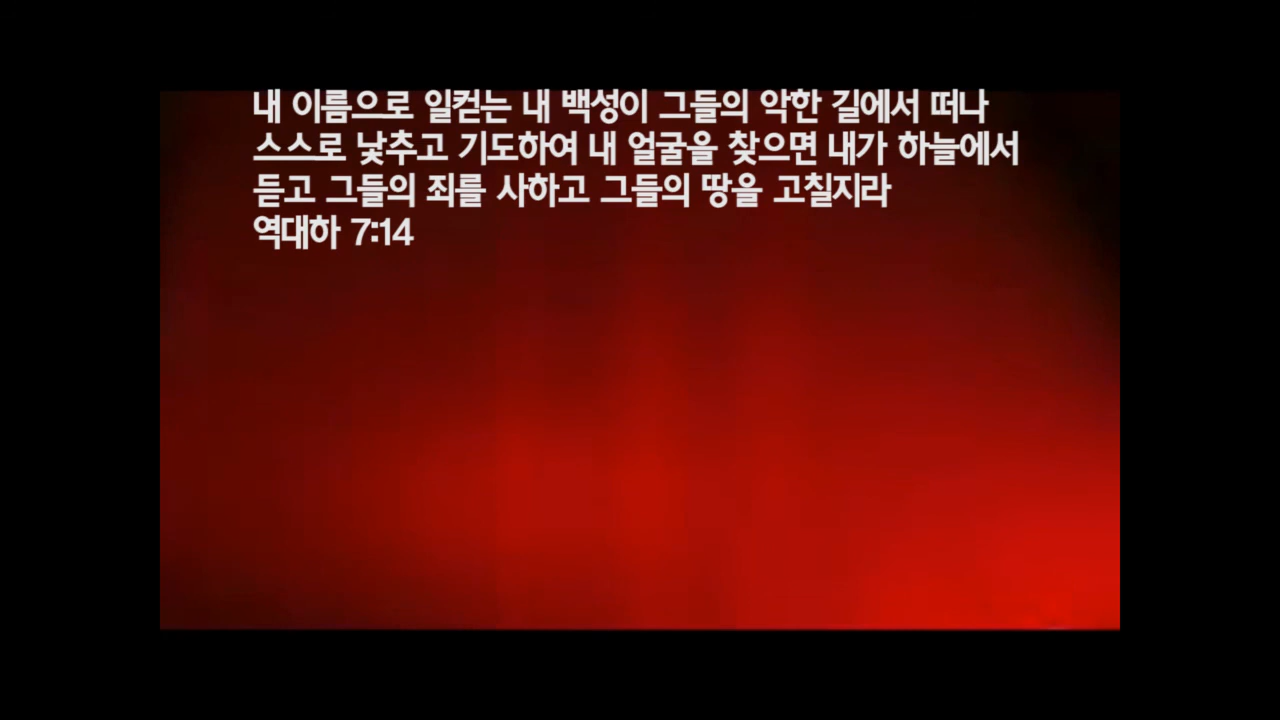 내 이름으로 일컫는 내 백성이 그들의 악한 길에서 떠나
스스로 낮추고 기도하여 내 얼굴을 찾으면 내가 하늘에서
듣고 그들의 죄를 사하고 그들의 땅을 고칠지라
역대하 7:14